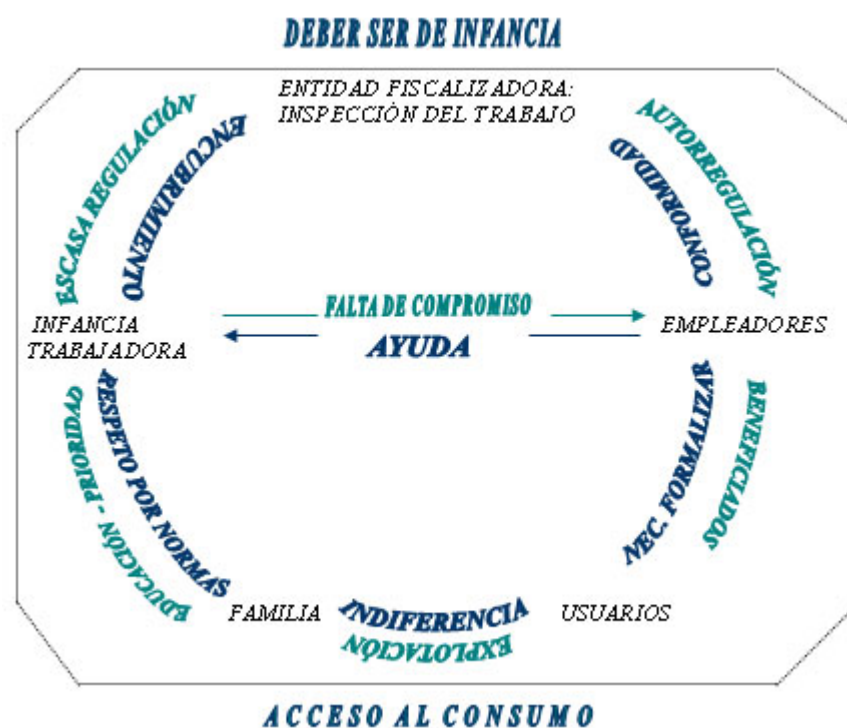 DEBER SER DE INFANCIA
ENTIDAD FISCALIZADORA:
INSPECCIÓN DEL TRABAJO
ESCASA REGULACIÓN
ENCUBRIMIENTO
AUTORREGULACIÓN
CONFORMIDAD
FALTA DE COMPROMISO
AYUDA
INFANCIA
TRABAJADORA
EMPLEADORES
EDUCACIÓN - PRIORIDAD
RESPETO POR NORMAS
NEC. FORMALIZAR
BENEFICIADOS
FAMILIA
INDIFERENCIA
EXPLOTACIÓN
USUARIOS
ACCESO AL CONSUMO